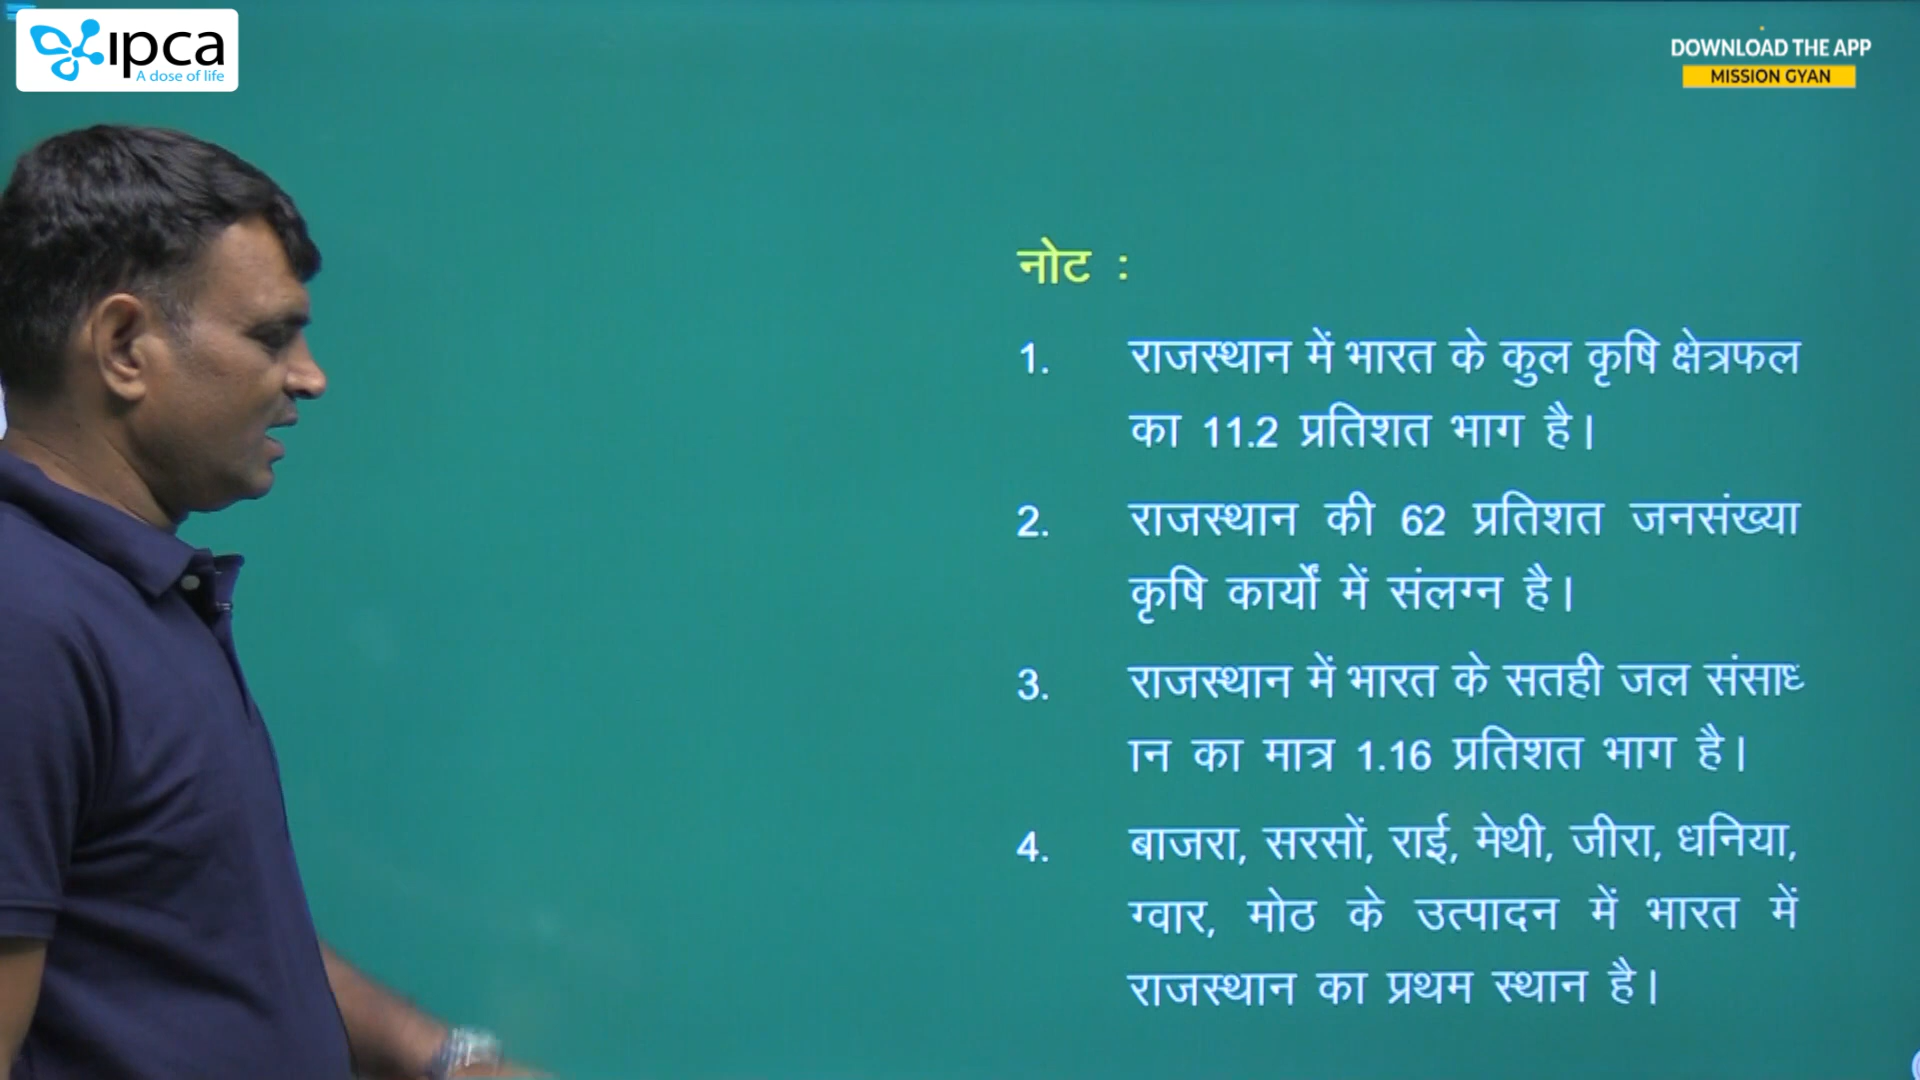 ipca
A dose of life
DOWNLOAD THE APP
MISSION GYAN
नोट :
1. राजस्थान में भारत के कुल कृषि क्षेत्रफल
का 11.2 प्रतिशत भाग है।
2. राजस्थान की 62 प्रतिशत जनसंख्या
कृषि कार्यों में संलग्न है।
3. राजस्थान में भारत के सतही जल संसाध
ान का मात्र 1.16 प्रतिशत भाग है।
4. बाजरा, सरसों, राई, मेथी, जीरा, धनिया,
ग्वार, मोठ के उत्पादन में भारत में
राजस्थान का प्रथम स्थान है।